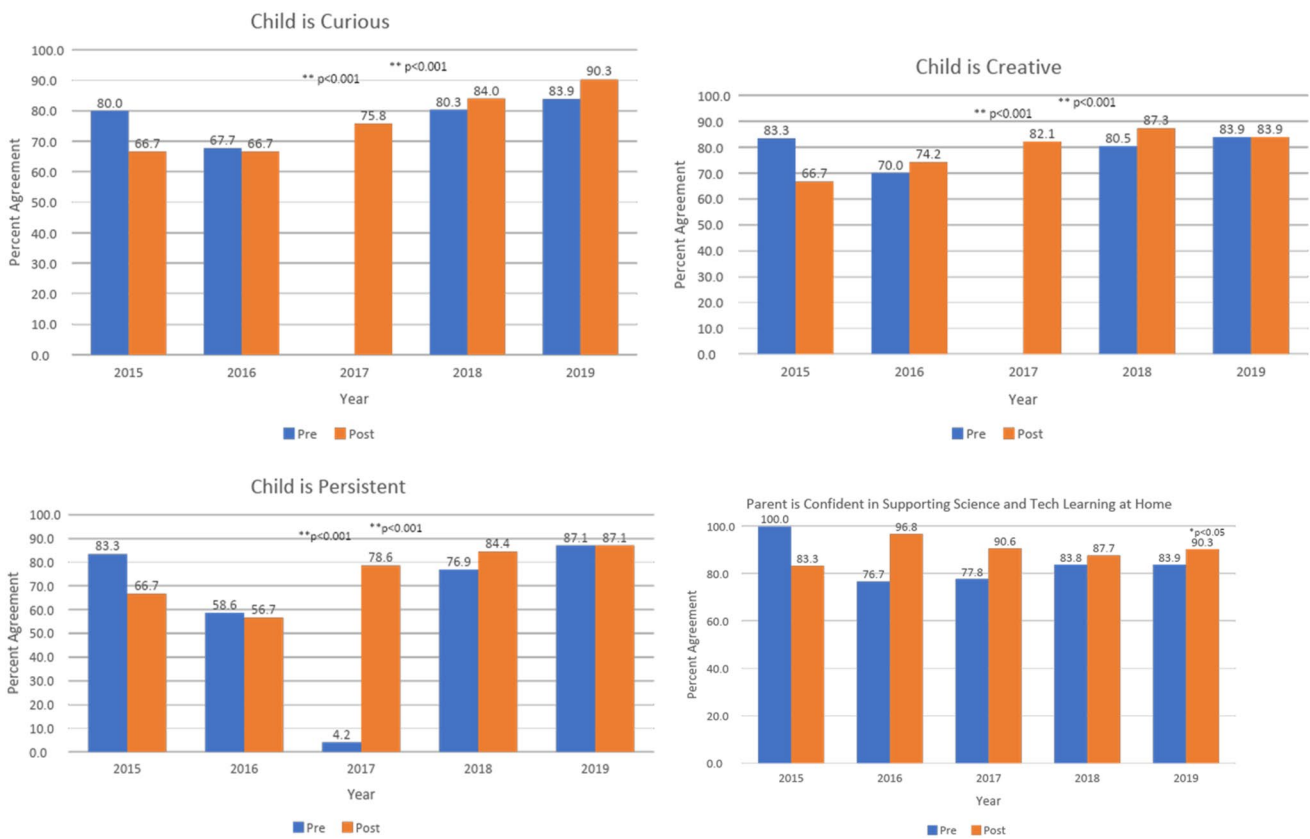 Child is Curious
Percent Agreement
100.0
90.0
80.0
70.0
60.0
50.0
40.0
30.0
20.0
10.0
0.0
** p<0.001
** p<0.001
80.0
66.7
67.7
66.7
75.8
80.3
84.0
83.9
90.3
2015 2016 2017 2018 2019
Year
Pre Post
Child is Creative
Percent Agreement
100.0
90.0
80.0
70.0
60.0
50.0
40.0
30.0
20.0
10.0
0.0
** p<0.001
** p<0.001
83.3
66.7
70.0
74.2
82.1
80.5
87.3
83.9
83.9
2015 2016 2017 2018 2019
Year
Pre Post
Child is Persistent
Percent Agreement
100.0
90.0
80.0
70.0
60.0
50.0
40.0
30.0
20.0
10.0
0.0
**p<0.001
**p<0.001
83.3
66.7
58.6
56.7
4.2
78.6
76.9
84.4
87.1
87.1
2015 2016 2017 2018 2019
Year
Pre Post
Parent is Confident in Supporting Science and Tech Learning at Home
Percent Agreement
100.0
80.0
60.0
40.0
20.0
0.0
*p<0.05
100.0
83.3
76.7
96.8
77.8
90.6
83.8
87.7
83.9
90.3
2015 2016 2017 2018 2019
Year
Pre Post